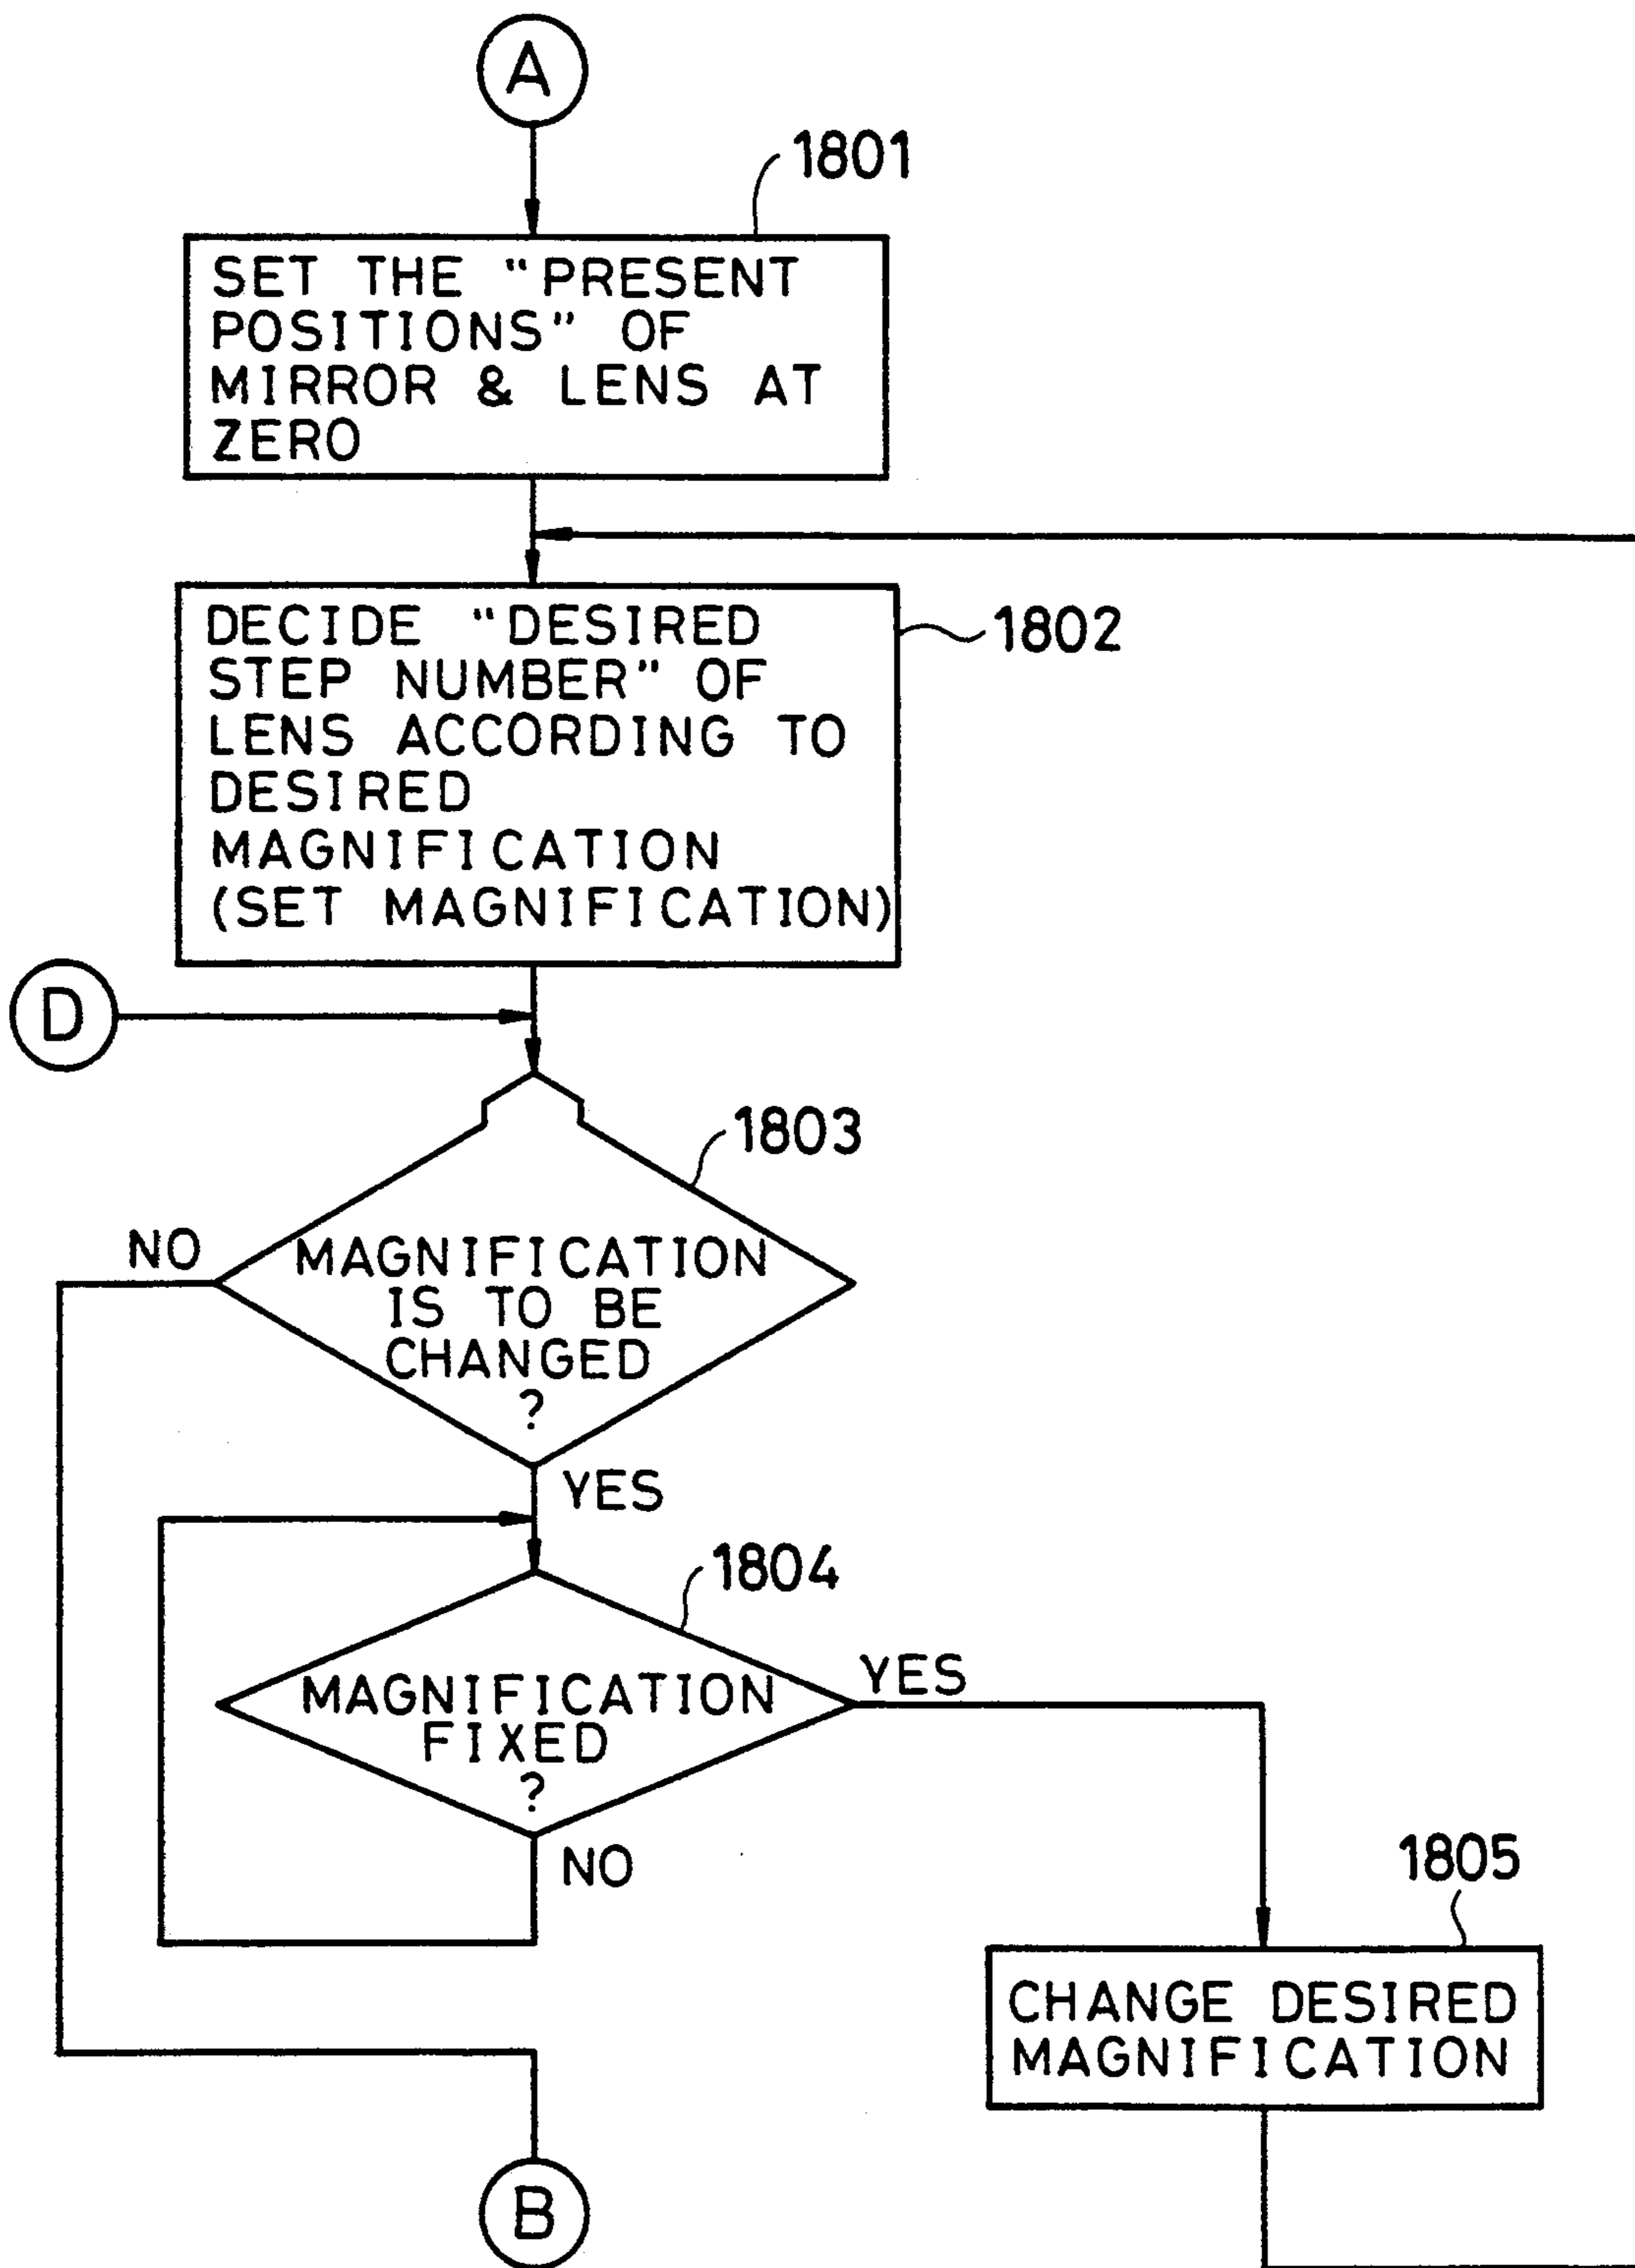 A
1801
SET THE "PRESENT
POSITIONS" OF
MIRROR & LENS AT
ZERO
DECIDE "DESIRED
STEP NUMBER" OF
LENS ACCORDING TO
DESIRED
MAGNIFICATION
(SET MAGNIFICATION)
1802
D
1803
NO
MAGNIFICATION
IS TO BE
CHANGED
?
YES
1804
MAGNIFICATION
FIXED
?
YES
NO
1805
CHANGE DESIRED
MAGNIFICATION
B